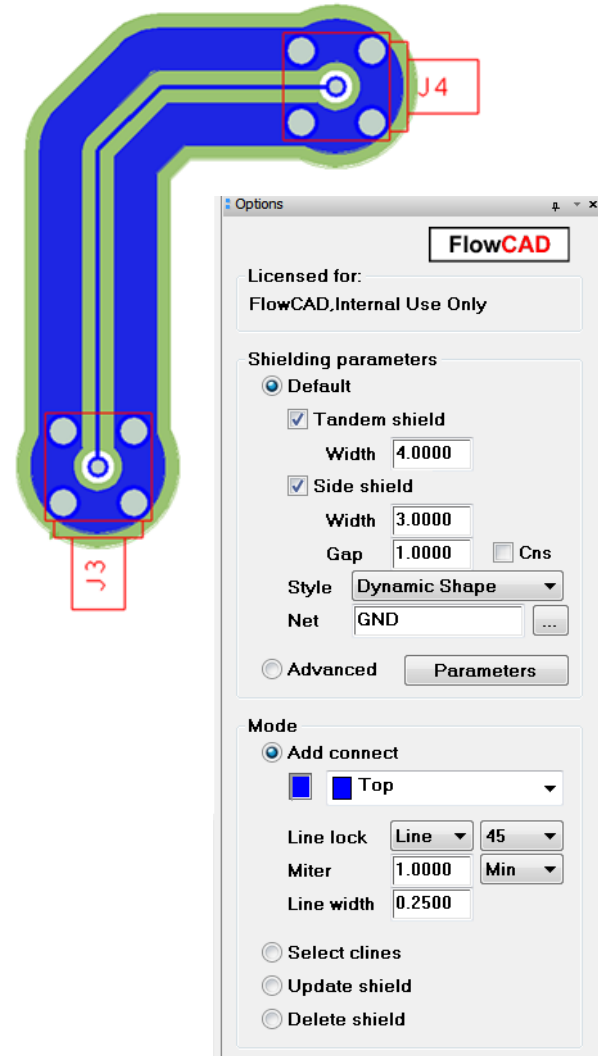 J4
Options
FlowCAD
Licensed for:
FlowCAD,Internal Use Only
Shielding parameters
Default
Tandem shield
Width 4.0000
Side shield
Width 3.0000
Gap 1.0000 Cns
Style Dynamic Shape
Net GND ...
Advanced Parameters
Mode
Add connect
Top
Line lock Line 45
Miter 1.0000 Min
Line width 0.2500
Select clines
Update shield
Delete shield
J3